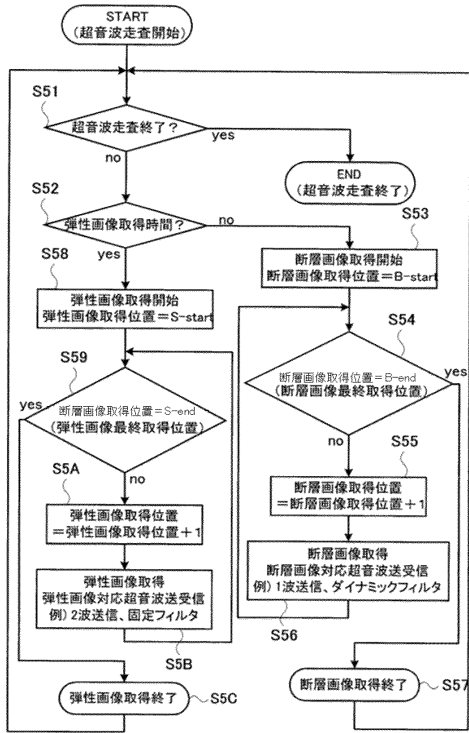 START
(超音波走査開始)
S51
超音波走査終了？
yes
no
END
(超音波走査終了)
S52
弾性画像取得時間？
no
yes
S53
断層画像取得開始
断層画像取得位置＝B-start
S58
弾性画像取得開始
弾性画像取得位置＝S-start
S54
断層画像取得位置＝B-end
(断層画像最終取得位置)
yes
no
S59
断層画像取得位置＝S-end
(弾性画像最終取得位置)
yes
no
S55
断層画像取得位置
＝断層画像取得位置＋1
S5A
弾性画像取得位置
＝弾性画像取得位置＋1
断層画像取得
断層画像対応超音波送受信
例) 1波送信、ダイナミックフィルタ
S56
弾性画像取得
弾性画像対応超音波送受信
例) 2波送信、固定フィルタ
S5B
弾性画像取得終了
S5C
断層画像取得終了
S57